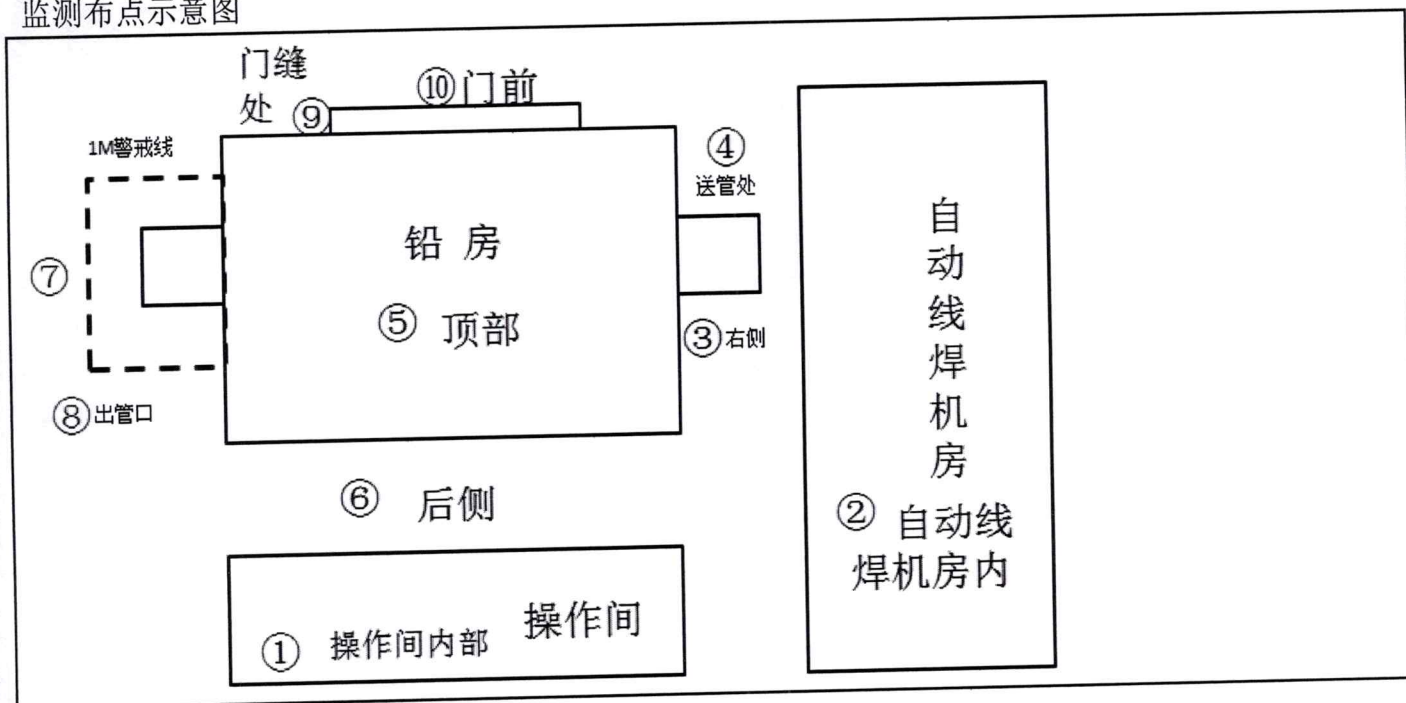 监测布点示意图
门缝
处 ⑨
⑩门前
1M警戒线
④
送管处
铅 房
⑦
⑤ 顶部
③右侧
⑧出管口
⑥ 后侧
自
动
线
焊
机
房
② 自动线
焊机房内
操作间
① 操作间内部